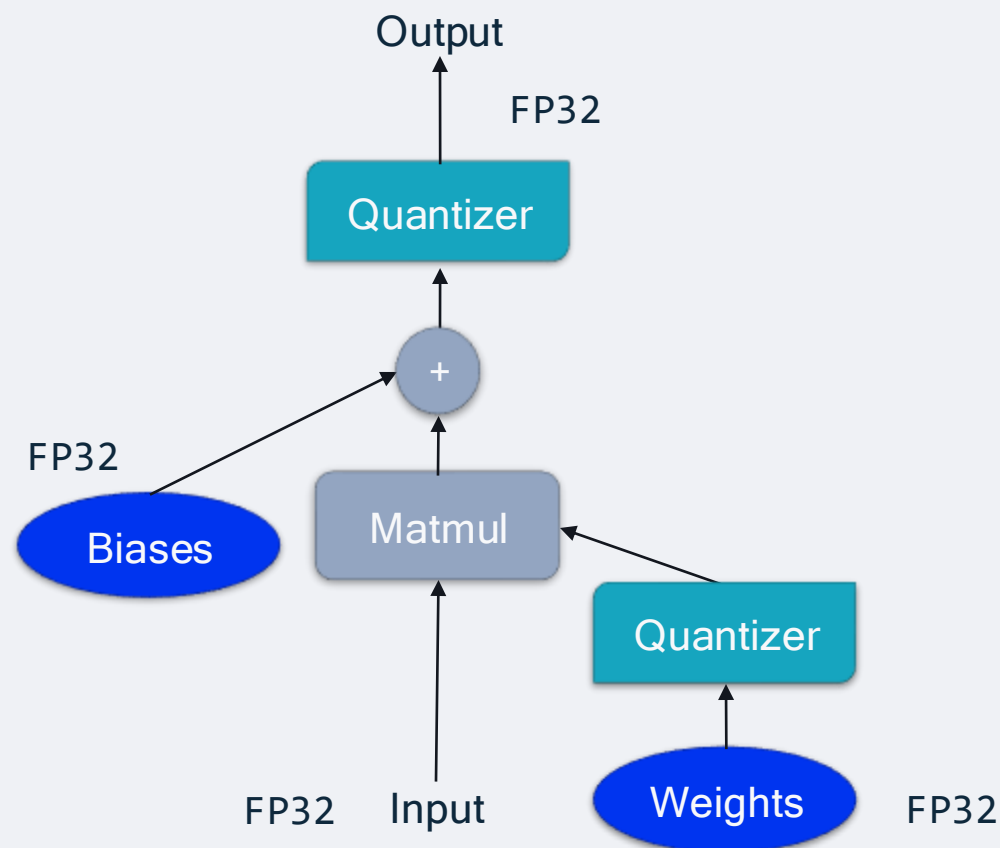 Output
FP32
Quantizer
+
FP32
Biases
Matmul
Quantizer
FP32
Input
Weights
FP32